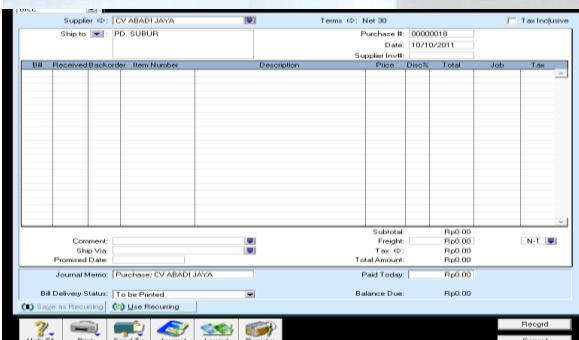 BILL
Supplier ⇨: CV ABADI JAYA Terms ⇨: Net 30 Tax Inclusive
Ship to : PD. SUBUR Purchase #: 00000018
Date: 10/10/2011
Supplier Inv#:
Bill Received Backorder Item Number Description Price Disc% Total Job Tax
Subtotal: Rp0.00
Comment: Freight: Rp0.00 N-T
Ship Via: Tax ⇨: Rp0.00
Promised Date: Total Amount: Rp0.00
Journal Memo: Purchase; CV ABADI JAYA Paid Today: Rp0.00
Bill Delivery Status: To be Printed Balance Due: Rp0.00
Save as Recurring Use Recurring
Record